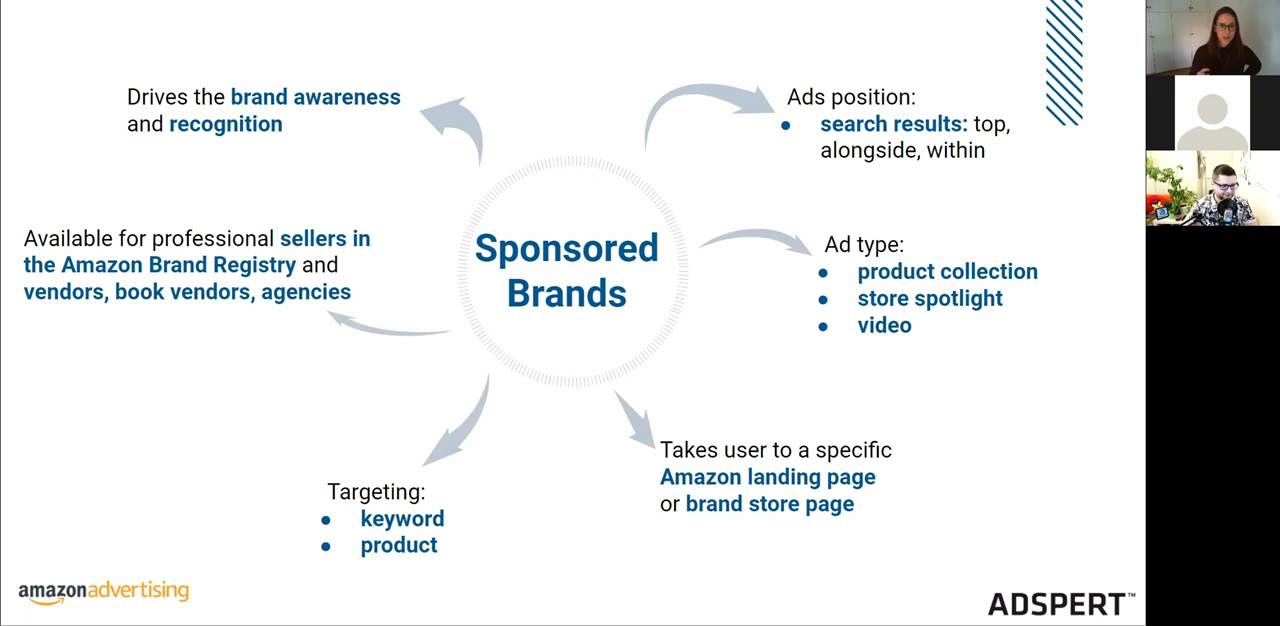 Drives the brand awareness
and recognition
Ads position:
● search results: top,
alongside, within
Available for professional sellers in
the Amazon Brand Registry and
vendors, book vendors, agencies
Sponsored
Brands
Ad type:
● product collection
● store spotlight
● video
Targeting:
● keyword
● product
Takes user to a specific
Amazon landing page
or brand store page
amazonadvertising
ADSPERT™